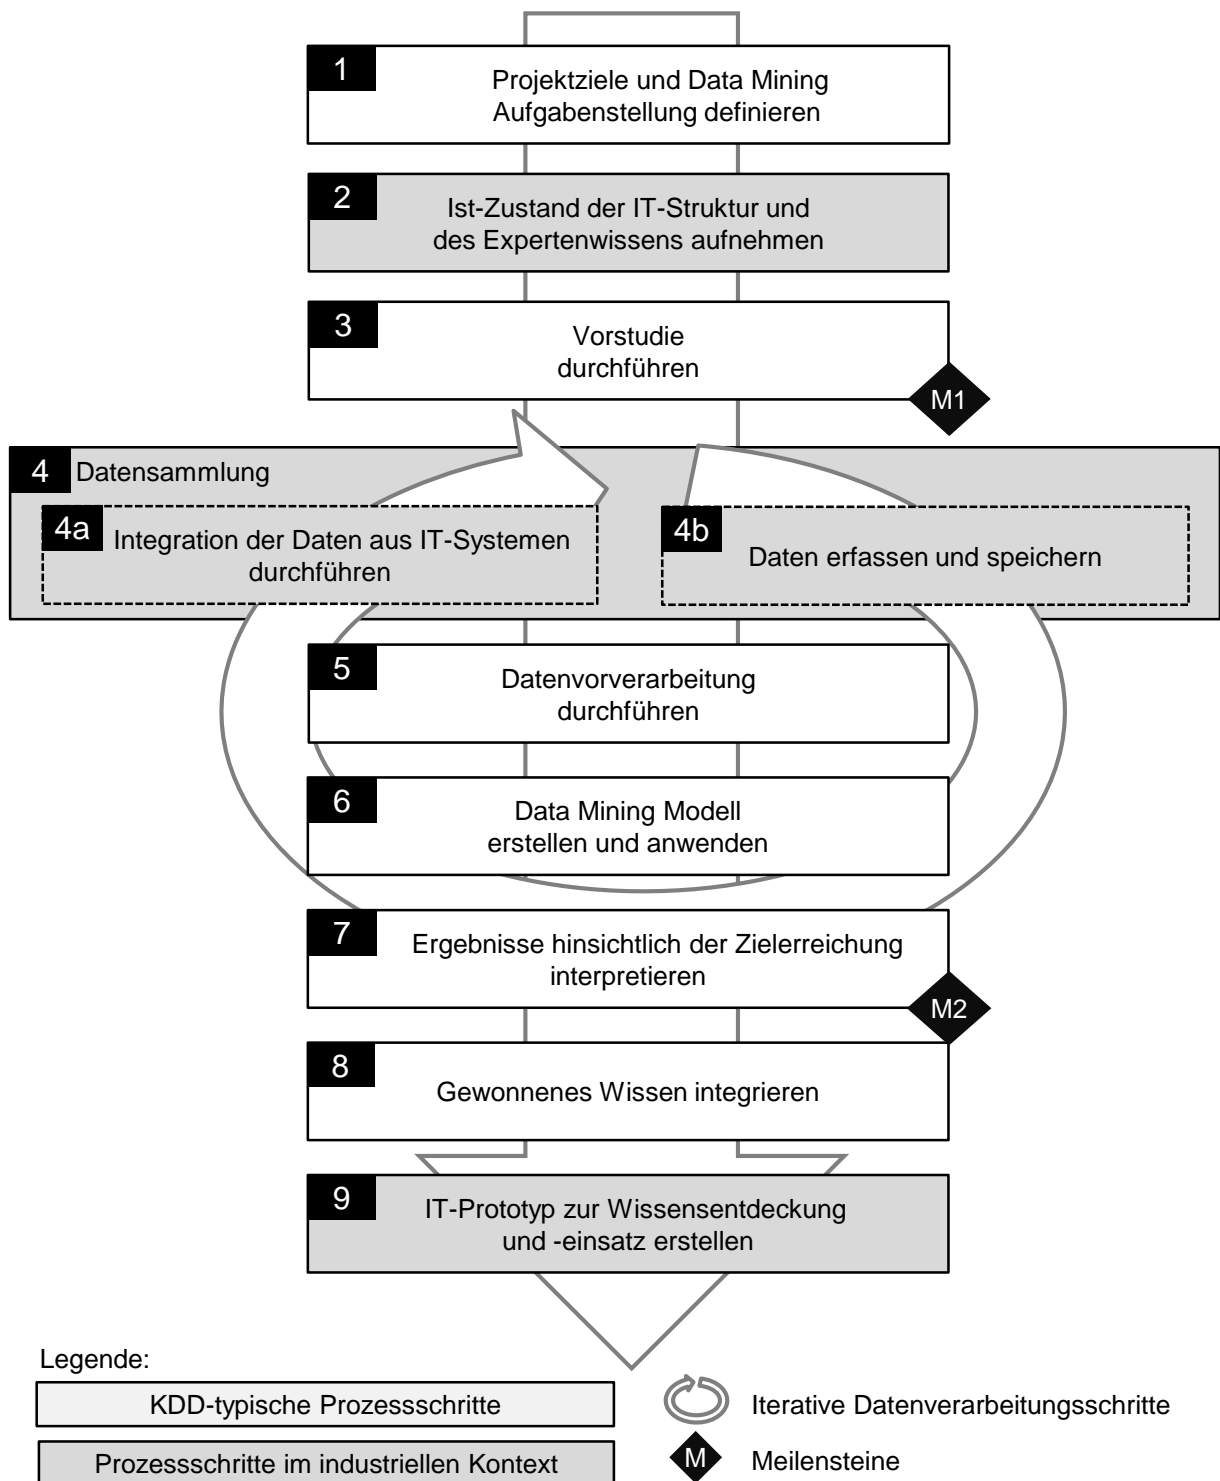 1
Projektziele und Data Mining
Aufgabenstellung definieren
2
Ist-Zustand der IT-Struktur und
des Expertenwissens aufnehmen
3
Vorstudie
durchführen
M1
4 Datensammlung
4a
Integration der Daten aus IT-Systemen
durchführen
4b
Daten erfassen und speichern
5
Datenvorverarbeitung
durchführen
6
Data Mining Modell
erstellen und anwenden
7
Ergebnisse hinsichtlich der Zielerreichung
interpretieren
M2
8
Gewonnenes Wissen integrieren
9
IT-Prototyp zur Wissensentdeckung
und -einsatz erstellen
Legende:
KDD-typische Prozessschritte
Iterative Datenverarbeitungsschritte
Prozessschritte im industriellen Kontext
M Meilensteine